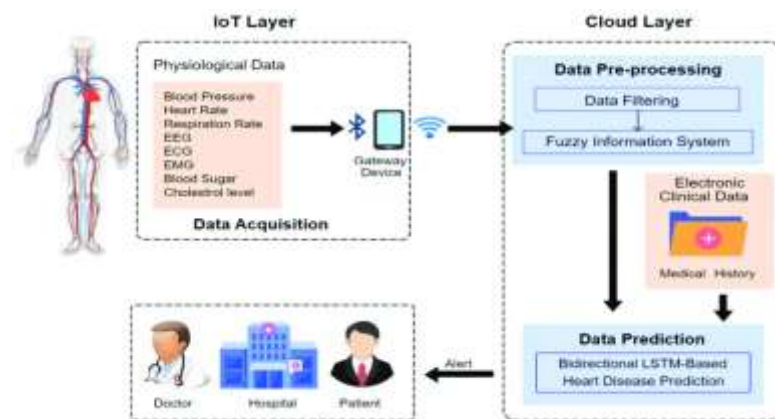 IoT Layer
Physiological Data
Blood Pressure
Heart Rate
Respiration Rate
EEG
ECG
EMG
Blood Sugar
Cholestrol level
Data Acquisition
Gateway
Device
Cloud Layer
Data Pre-processing
Data Filtering
Fuzzy Information System
Electronic
Clinical Data
Medical History
Data Prediction
Bidirectional LSTM-Based
Heart Disease Prediction
Alert
Doctor
Hospital
Patient